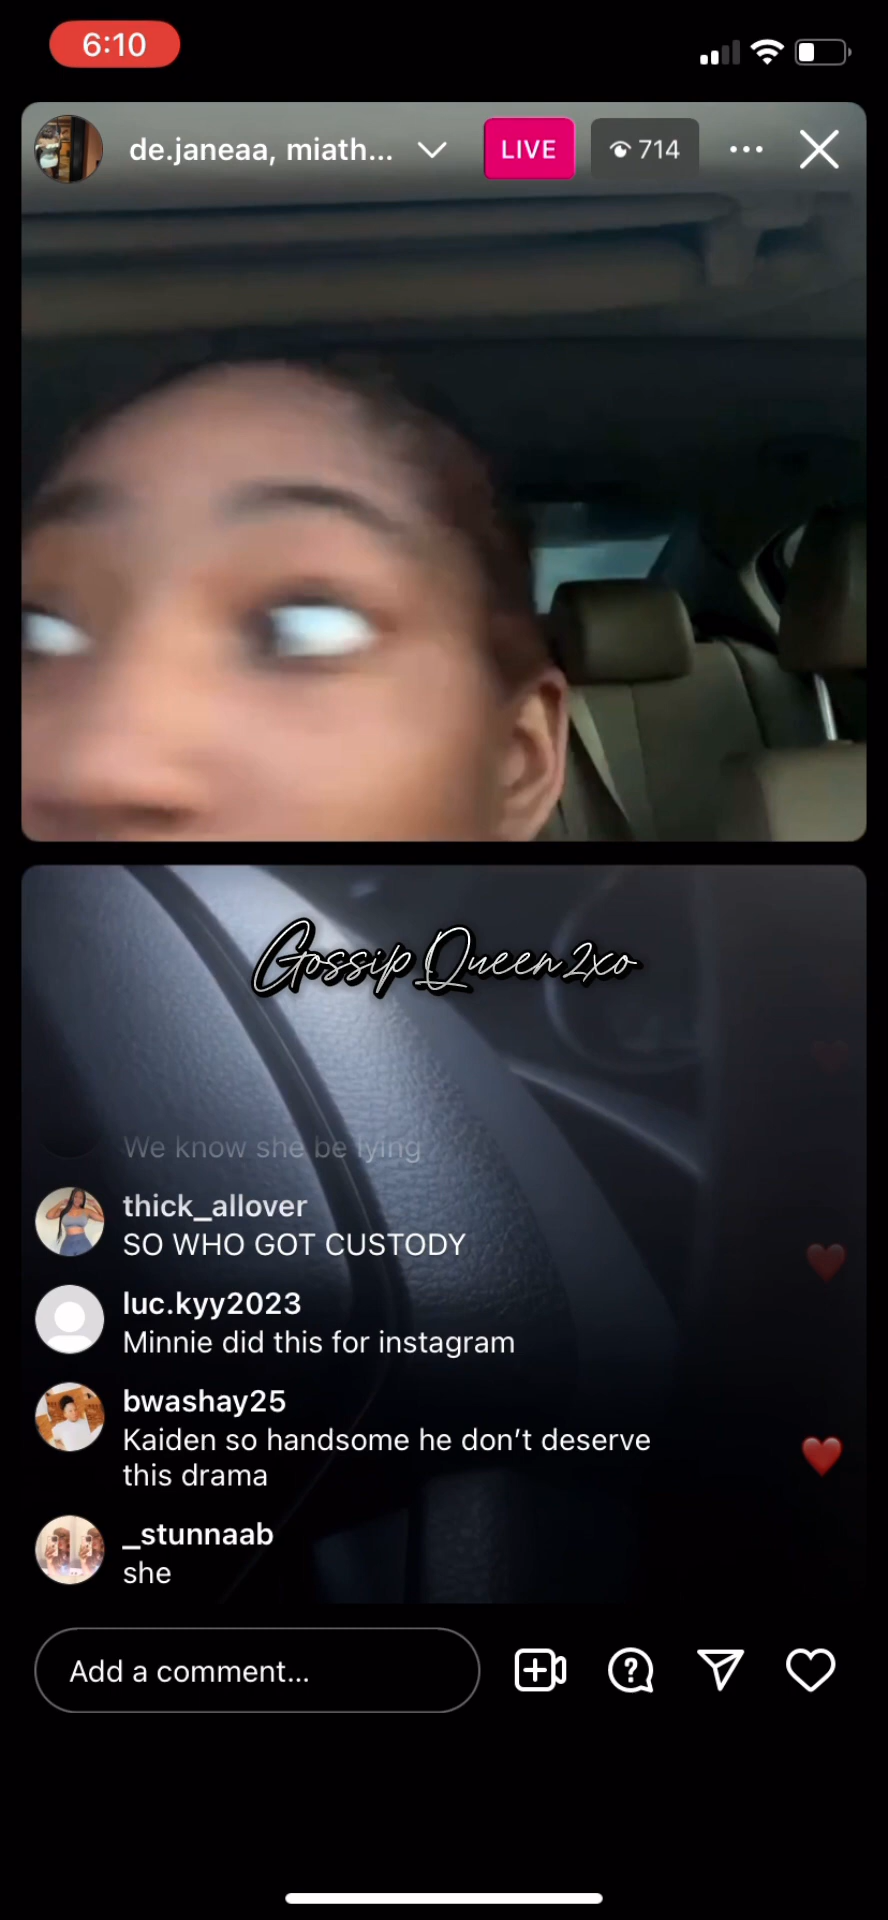 6:10
de.janeaa, miath...
LIVE
714
Gossip Queen2xo
We know she be lying
thick_allover
SO WHO GOT CUSTODY
luc.kyy2023
Minnie did this for instagram
bwashay25
Kaiden so handsome he don’t deserve
this drama
_stunnaab
she
Add a comment...